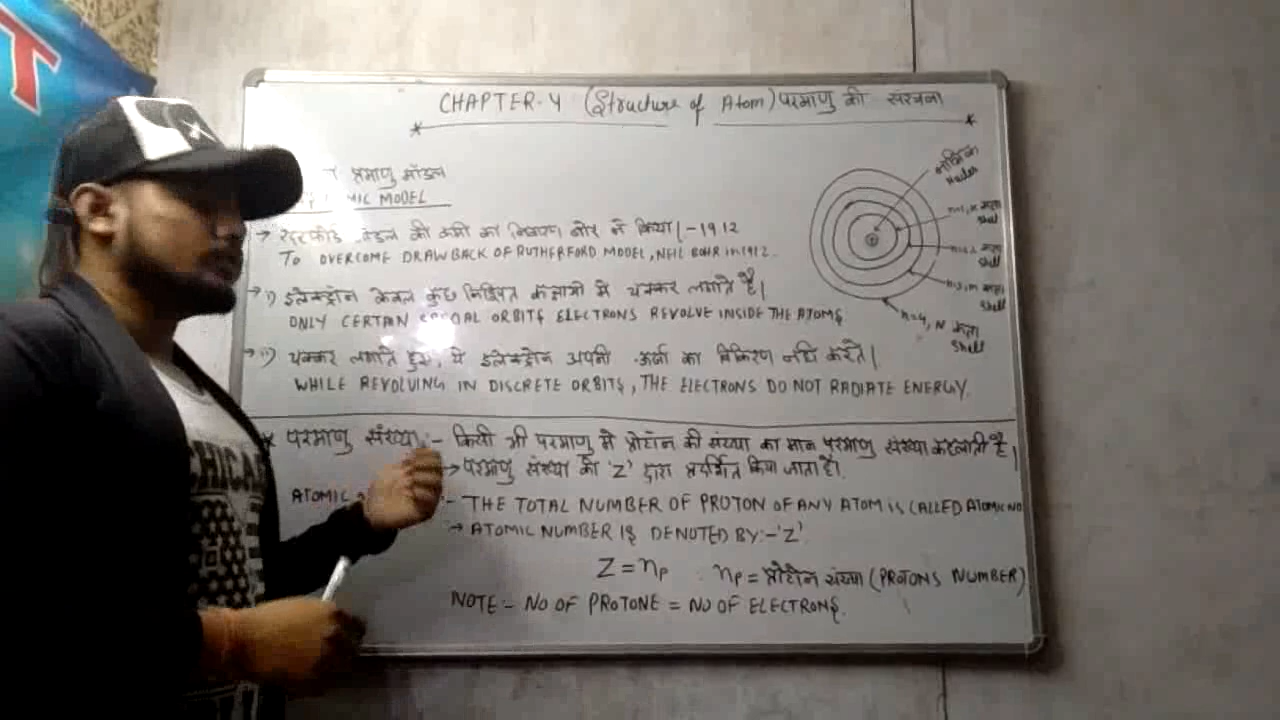 T
CHAPTER-4 (Structure of Atom) परमाणु की संरचना
परमाणु मॉडल
MIC MODEL
→ की कमी का निवारण बोर ने किया।-1912
TO OVERCOME DRAWBACK OF RUTHERFORD MODEL, NEIL BOHR IN 1912.
→ i) इलेक्ट्रॉन केवल कुछ निश्चित कक्षाओं में चक्कर लगाते है।
ONLY CERTAN ORBITS ELECTRONS REVOLVE INSIDE THE ATOMS
→ ii) चक्कर लगाते हुए, ये इलेक्ट्रोन अपनी ऊर्जा का विकिरण नहीं करते।
WHILE REVOLVING IN DISCRETE ORBITS, THE ELECTRONS DO NOT RADIATE ENERGY.
नाभिक
n=1, K कक्षा
Shell
n=2, कक्षा
Shell
n=3, M कक्षा
Shell
n=4, N कक्षा
Shell
* परमाणु संख्या :- किसी भी परमाणु में प्रोटॉन की संख्या का मान परमाणु संख्या कहलाती है।
→ परमाणु संख्या को 'Z' द्वारा प्रदर्शित किया जाता है।
ATOMIC :- THE TOTAL NUMBER OF PROTON OF ANY ATOM IS CALLED ATOMIC NO
→ ATOMIC NUMBER IS DENOTED BY:-'Z'
Z = np np = प्रोटॉन संख्या (PROTONS NUMBER)
NOTE:- NO OF PROTONE = NO OF ELECTRONS.
CHICA